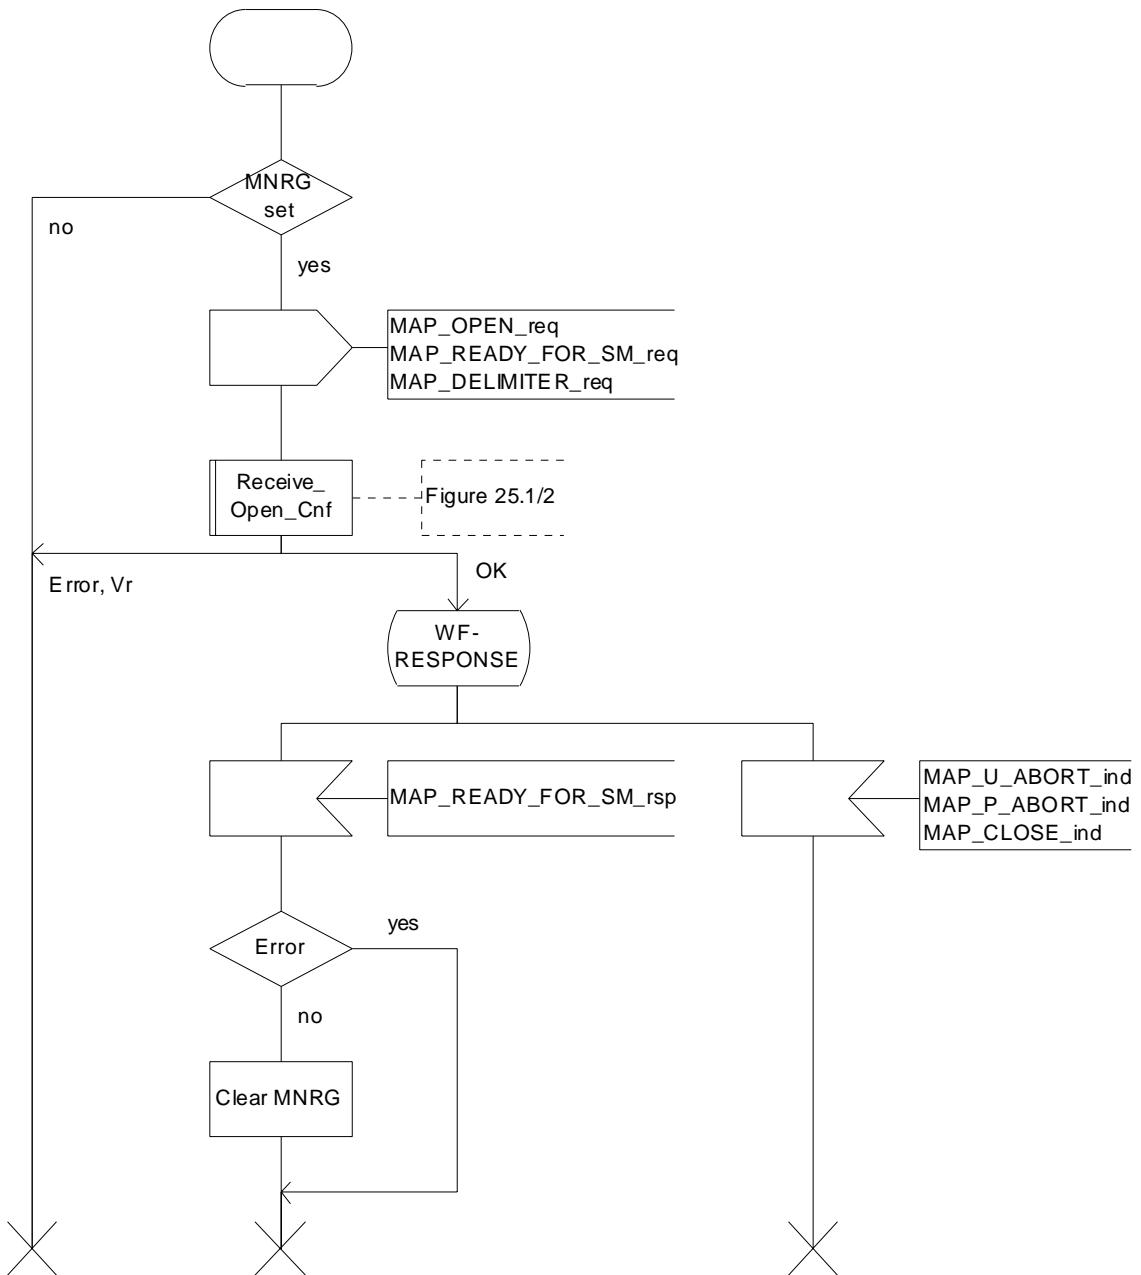 MNRG
set
no
yes
MAP_OPEN_req
MAP_READY_FOR_SM_req
MAP_DELIMITER_req
Receive_
Open_Cnf
Figure 25.1/2
Error, Vr
OK
WF-
RESPONSE
MAP_READY_FOR_SM_rsp
MAP_U_ABORT_ind
MAP_P_ABORT_ind
MAP_CLOSE_ind
Error
yes
no
Clear MNRG